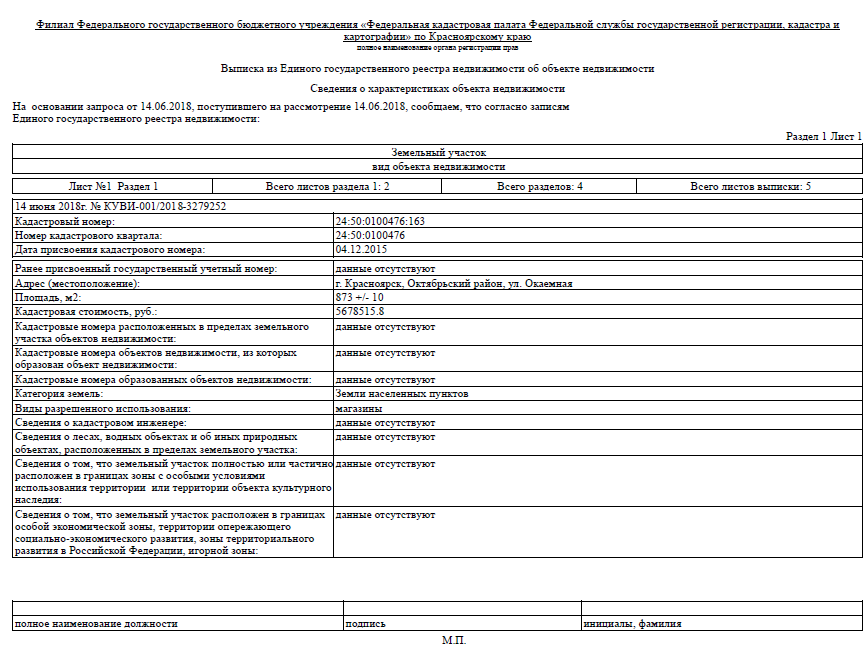 Филиал Федерального государственного бюджетного учреждения «Федеральная кадастровая палата Федеральной службы государственной регистрации, кадастра и
картографии» по Красноярскому краю
полное наименование органа регистрации прав
Выписка из Единого государственного реестра недвижимости об объекте недвижимости
Сведения о характеристиках объекта недвижимости
На основании запроса от 14.06.2018, поступившего на рассмотрение 14.06.2018, сообщаем, что согласно записям
Единого государственного реестра недвижимости:
Раздел 1 Лист 1
Земельный участок
вид объекта недвижимости
Лист №1 Раздел 1 Всего листов раздела 1: 2 Всего разделов: 4 Всего листов выписки: 5
14 июня 2018г. № КУВИ-001/2018-3279252
Кадастровый номер: 24:50:0100476:163
Номер кадастрового квартала: 24:50:0100476
Дата присвоения кадастрового номера: 04.12.2015
Ранее присвоенный государственный учетный номер: данные отсутствуют
Адрес (местоположение): г. Красноярск, Октябрьский район, ул. Окаемная
Площадь, м2: 873 +/- 10
Кадастровая стоимость, руб.: 5678515.8
Кадастровые номера расположенных в пределах земельного данные отсутствуют
участка объектов недвижимости:
Кадастровые номера объектов недвижимости, из которых данные отсутствуют
образован объект недвижимости:
Кадастровые номера образованных объектов недвижимости: данные отсутствуют
Категория земель: Земли населенных пунктов
Виды разрешенного использования: магазины
Сведения о кадастровом инженере: данные отсутствуют
Сведения о лесах, водных объектах и об иных природных данные отсутствуют
объектах, расположенных в пределах земельного участка:
Сведения о том, что земельный участок полностью или частично данные отсутствуют
расположен в границах зоны с особыми условиями
использования территории или территории объекта культурного
наследия:
Сведения о том, что земельный участок расположен в границах данные отсутствуют
особой экономической зоны, территории опережающего
социально-экономического развития, зоны территориального
развития в Российской Федерации, игорной зоны:
полное наименование должности подпись инициалы, фамилия
М.П.